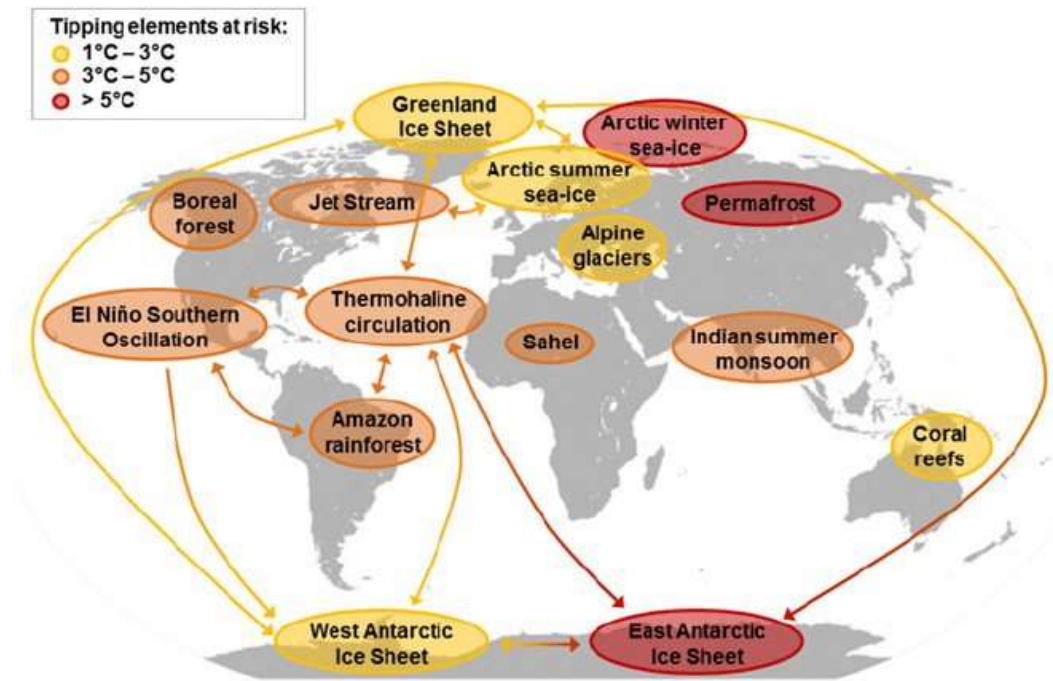 Tipping elements at risk:
1°C – 3°C
3°C – 5°C
> 5°C
Greenland
Ice Sheet
Arctic winter
sea-ice
Arctic summer
sea-ice
Boreal
forest
Jet Stream
Permafrost
Alpine
glaciers
El Niño Southern
Oscillation
Thermohaline
circulation
Sahel
Indian summer
monsoon
Amazon
rainforest
Coral
reefs
West Antarctic
Ice Sheet
East Antarctic
Ice Sheet